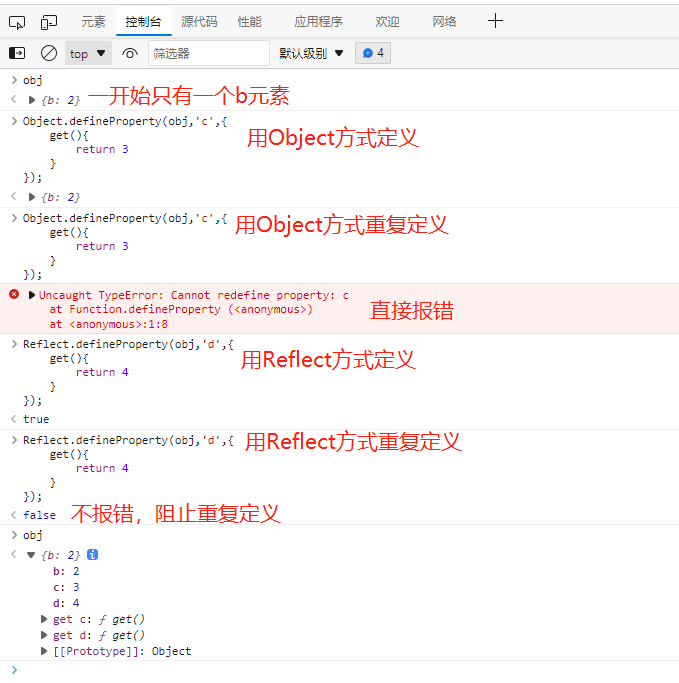 元素 控制台 源代码 性能 应用程序 欢迎 网络
top 筛选器 默认级别 4
obj
{b: 2} 一开始只有一个b元素
Object.defineProperty(obj,'c',{
get(){ 用Object方式定义
return 3
}
});
{b: 2}
Object.defineProperty(obj,'c',{ 用Object方式重复定义
get(){
return 3
}
});
Uncaught TypeError: Cannot redefine property: c
at Function.defineProperty (<anonymous>) 直接报错
at <anonymous>:1:8
Reflect.defineProperty(obj,'d',{
get(){ 用Reflect方式定义
return 4
}
});
true
Reflect.defineProperty(obj,'d',{ 用Reflect方式重复定义
get(){
return 4
}
});
false 不报错，阻止重复定义
obj
{b: 2} i
b: 2
c: 3
d: 4
get c: ƒ get()
get d: ƒ get()
[[Prototype]]: Object